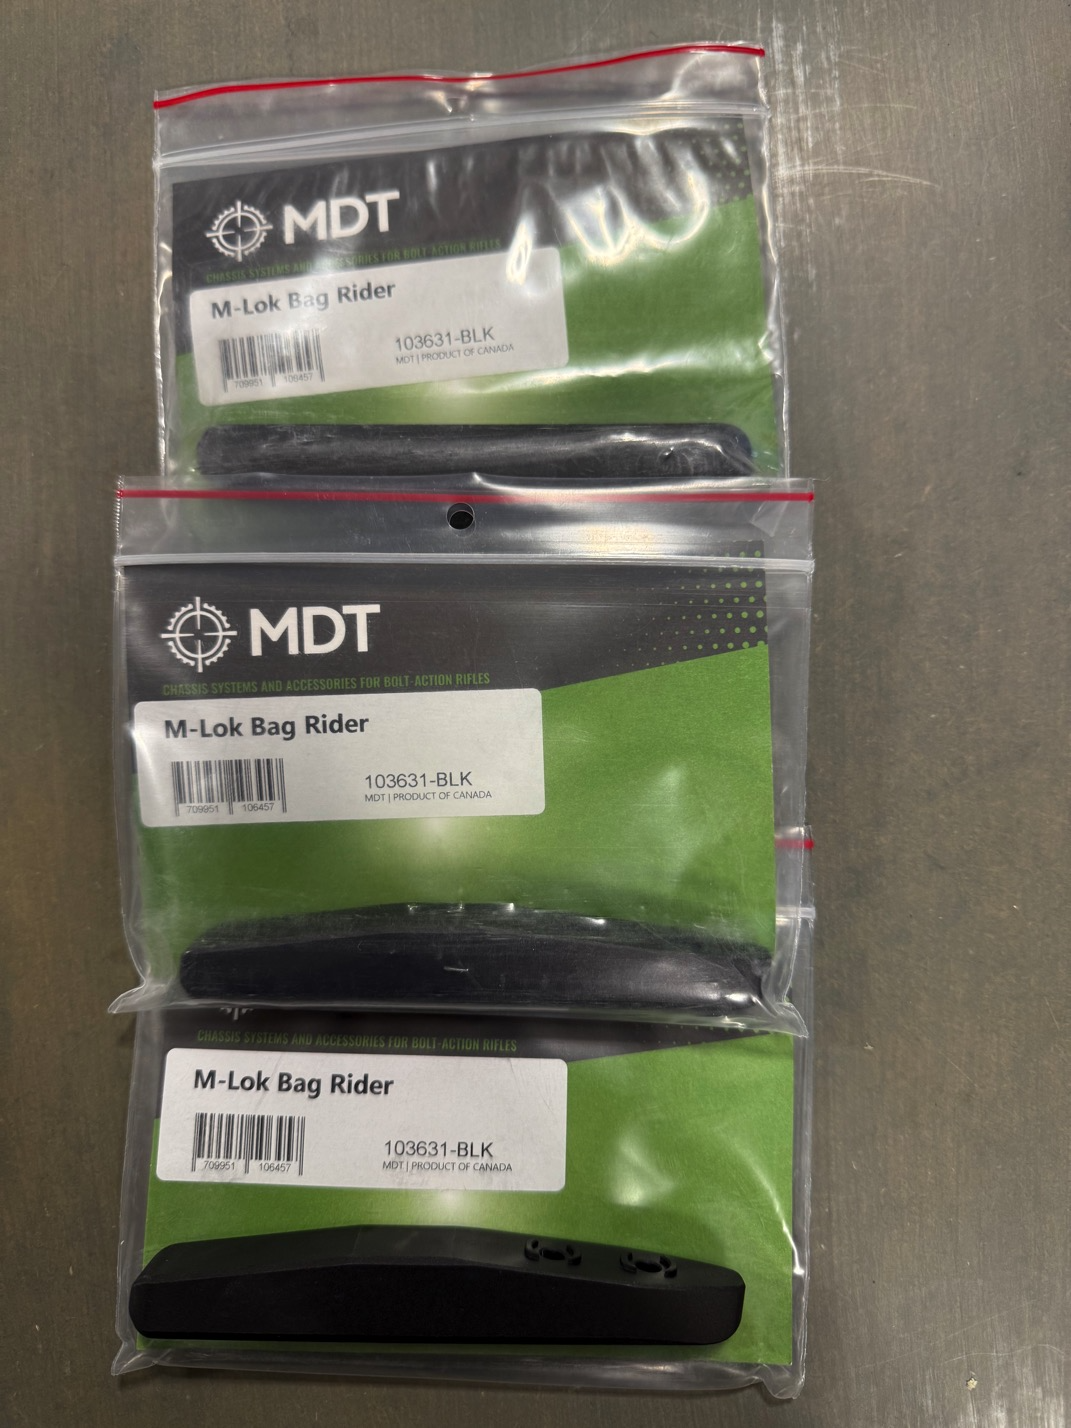 MDT
CHASSIS SYSTEMS AND ACCESSORIES FOR BOLT-ACTION RIFLES
M-Lok Bag Rider
103631-BLK
MDT | PRODUCT OF CANADA
709951 106457
MDT
CHASSIS SYSTEMS AND ACCESSORIES FOR BOLT-ACTION RIFLES
M-Lok Bag Rider
103631-BLK
MDT | PRODUCT OF CANADA
709951 106457
CHASSIS SYSTEMS AND ACCESSORIES FOR BOLT-ACTION RIFLES
M-Lok Bag Rider
103631-BLK
MDT | PRODUCT OF CANADA
709951 106457